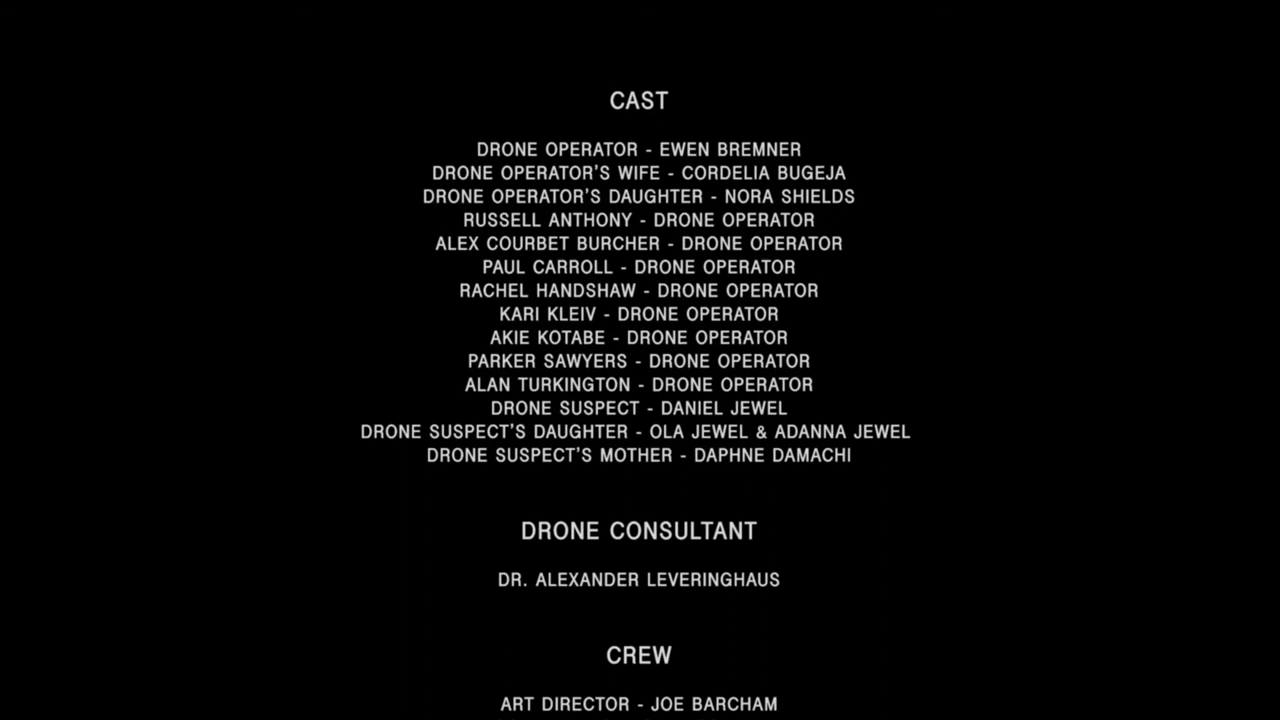 CAST
DRONE OPERATOR - EWEN BREMNER
DRONE OPERATOR'S WIFE - CORDELIA BUGEJA
DRONE OPERATOR'S DAUGHTER - NORA SHIELDS
RUSSELL ANTHONY - DRONE OPERATOR
ALEX COURBET BURCHER - DRONE OPERATOR
PAUL CARROLL - DRONE OPERATOR
RACHEL HANDSHAW - DRONE OPERATOR
KARI KLEIV - DRONE OPERATOR
AKIE KOTABE - DRONE OPERATOR
PARKER SAWYERS - DRONE OPERATOR
ALAN TURKINGTON - DRONE OPERATOR
DRONE SUSPECT - DANIEL JEWEL
DRONE SUSPECT'S DAUGHTER - OLA JEWEL & ADANNA JEWEL
DRONE SUSPECT'S MOTHER - DAPHNE DAMACHI
DRONE CONSULTANT
DR. ALEXANDER LEVERINGHAUS
CREW
ART DIRECTOR - JOE BARCHAM